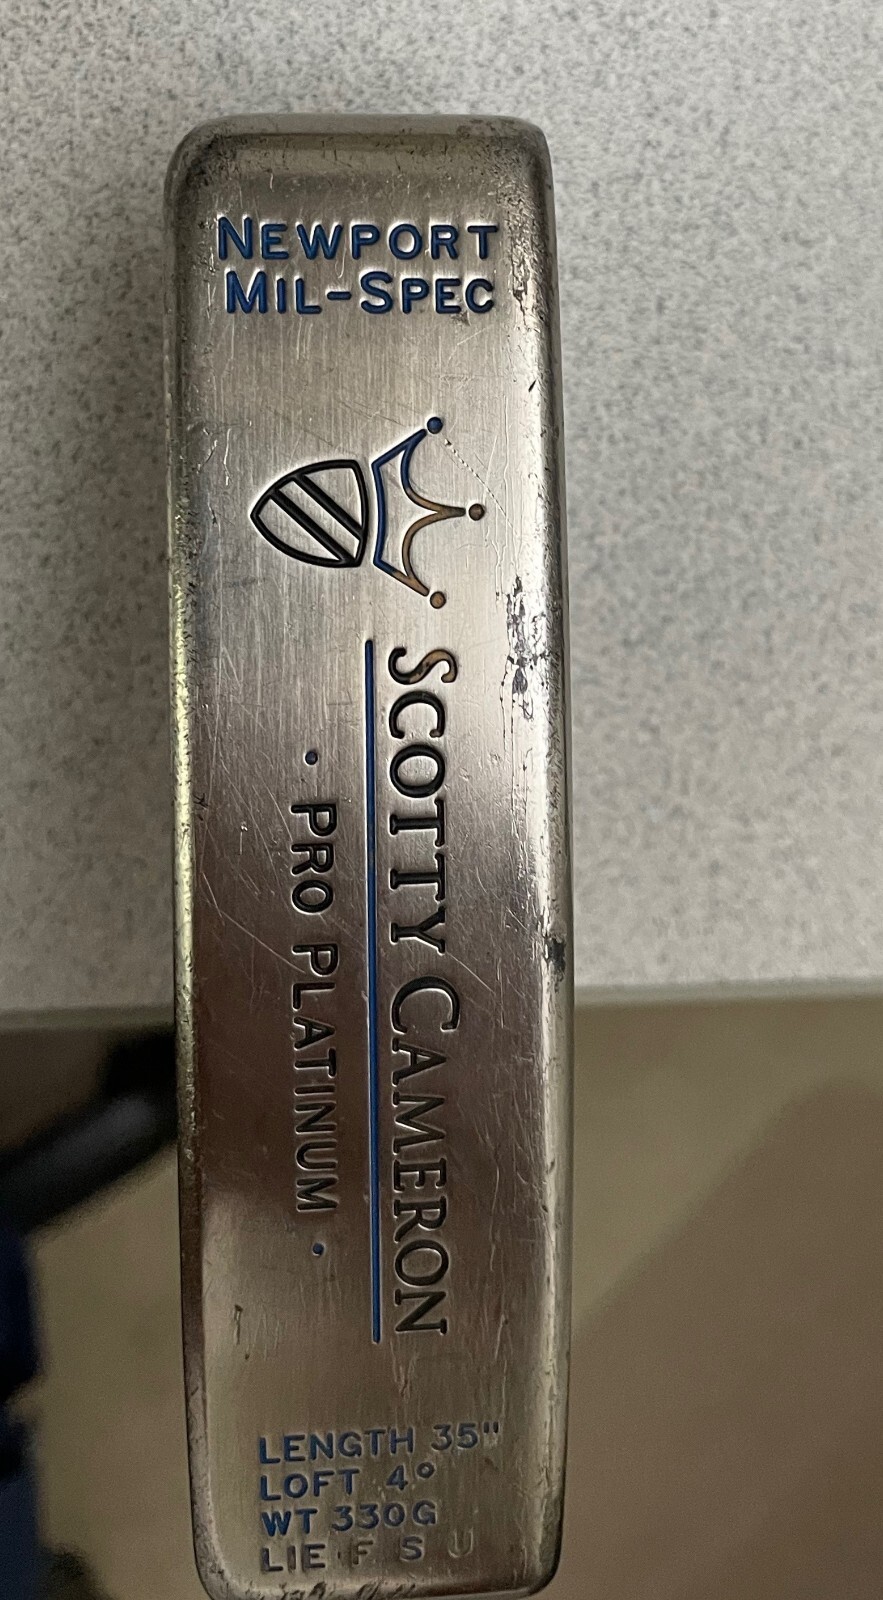 NEWPORT
MIL-SPEC
SCOTTY CAMERON
• PRO PLATINUM •
LENGTH 35"
LOFT 4°
WT 330G
LIE F S U